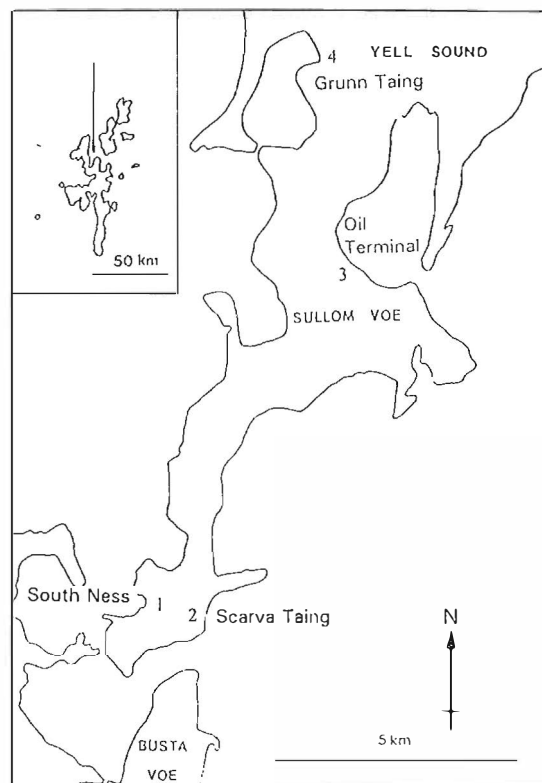 4 YELL SOUND
Grunn Taing
50 km
Oil
Terminal
3
SULLOM VOE
South Ness
1
2 Scarva Taing
N
BUSTA
VOE
5 km